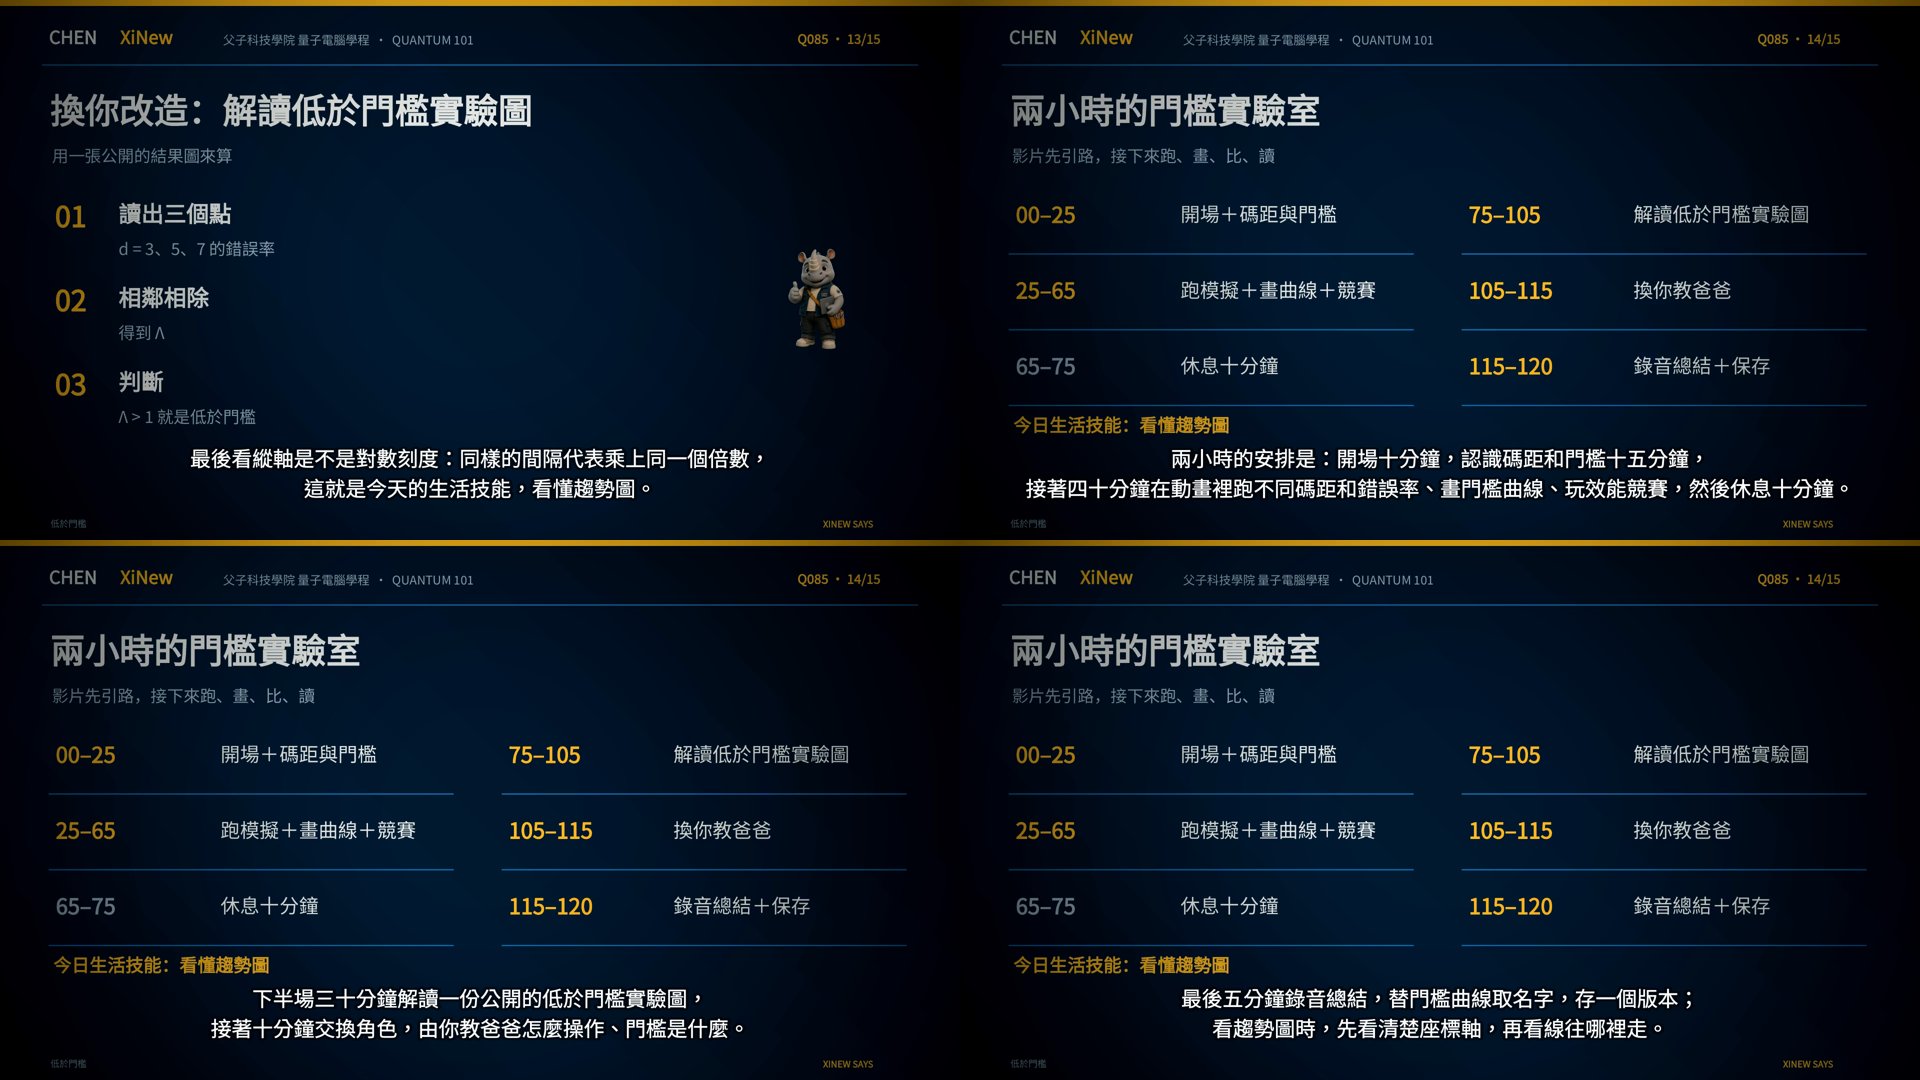 CHEN XiNew 父子科技學院 量子電腦學程 · QUANTUM 101 Q085 · 13/15
換你改造：解讀低於門檻實驗圖
用一張公開的結果圖來算
01 讀出三個點
d = 3、5、7 的錯誤率
02 相鄰相除
得到 Λ
03 判斷
Λ > 1 就是低於門檻
最後看縱軸是不是對數刻度：同樣的間隔代表乘上同一個倍數，
這就是今天的生活技能，看懂趨勢圖。
低於門檻 XINEW SAYS
CHEN XiNew 父子科技學院 量子電腦學程 · QUANTUM 101 Q085 · 14/15
兩小時的門檻實驗室
影片先引路，接下來跑、畫、比、讀
00–25 開場＋碼距與門檻 75–105 解讀低於門檻實驗圖
25–65 跑模擬＋畫曲線＋競賽 105–115 換你教爸爸
65–75 休息十分鐘 115–120 錄音總結＋保存
今日生活技能：看懂趨勢圖
兩小時的安排是：開場十分鐘，認識碼距和門檻十五分鐘，
接著四十分鐘在動畫裡跑不同碼距和錯誤率、畫門檻曲線、玩效能競賽，然後休息十分鐘。
低於門檻 XINEW SAYS
CHEN XiNew 父子科技學院 量子電腦學程 · QUANTUM 101 Q085 · 14/15
兩小時的門檻實驗室
影片先引路，接下來跑、畫、比、讀
00–25 開場＋碼距與門檻 75–105 解讀低於門檻實驗圖
25–65 跑模擬＋畫曲線＋競賽 105–115 換你教爸爸
65–75 休息十分鐘 115–120 錄音總結＋保存
今日生活技能：看懂趨勢圖
下半場三十分鐘解讀一份公開的低於門檻實驗圖，
接著十分鐘交換角色，由你教爸爸怎麼操作、門檻是什麼。
低於門檻 XINEW SAYS
CHEN XiNew 父子科技學院 量子電腦學程 · QUANTUM 101 Q085 · 14/15
兩小時的門檻實驗室
影片先引路，接下來跑、畫、比、讀
00–25 開場＋碼距與門檻 75–105 解讀低於門檻實驗圖
25–65 跑模擬＋畫曲線＋競賽 105–115 換你教爸爸
65–75 休息十分鐘 115–120 錄音總結＋保存
今日生活技能：看懂趨勢圖
最後五分鐘錄音總結，替門檻曲線取名字，存一個版本；
看趨勢圖時，先看清楚座標軸，再看線往哪裡走。
低於門檻 XINEW SAYS